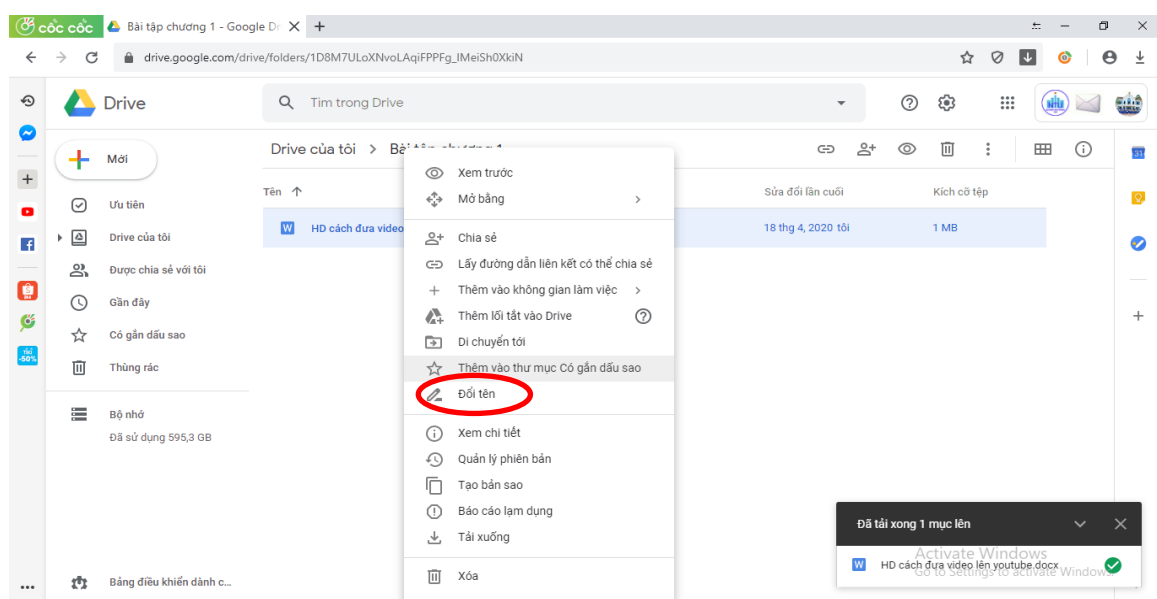 cốc cốc
Bài tập chương 1 - Google Dr
drive.google.com/drive/folders/1D8M7ULoXNvoLAqiFPPFg_IMeiSh0XkiN
Drive
Tìm trong Drive
Mới
Drive của tôi > Bài tập chương 1
Tên
Sửa đổi lần cuối
Kích cỡ tệp
HD cách đưa video
18 thg 4, 2020 tôi
1 MB
Ưu tiên
Drive của tôi
Được chia sẻ với tôi
Gần đây
Có gắn dấu sao
Thùng rác
Bộ nhớ
Đã sử dụng 595,3 GB
Bảng điều khiển dành c...
Xem trước
Mở bằng
Chia sẻ
Lấy đường dẫn liên kết có thể chia sẻ
Thêm vào không gian làm việc
Thêm lối tắt vào Drive
Di chuyển tới
Thêm vào thư mục Có gắn dấu sao
Đổi tên
Xem chi tiết
Quản lý phiên bản
Tạo bản sao
Báo cáo lạm dụng
Tải xuống
Xóa
31
tiki
-50%
Đã tải xong 1 mục lên
Activate Windows
W HD cách đưa video lên youtube.docx
Go to Settings to activate Windows.